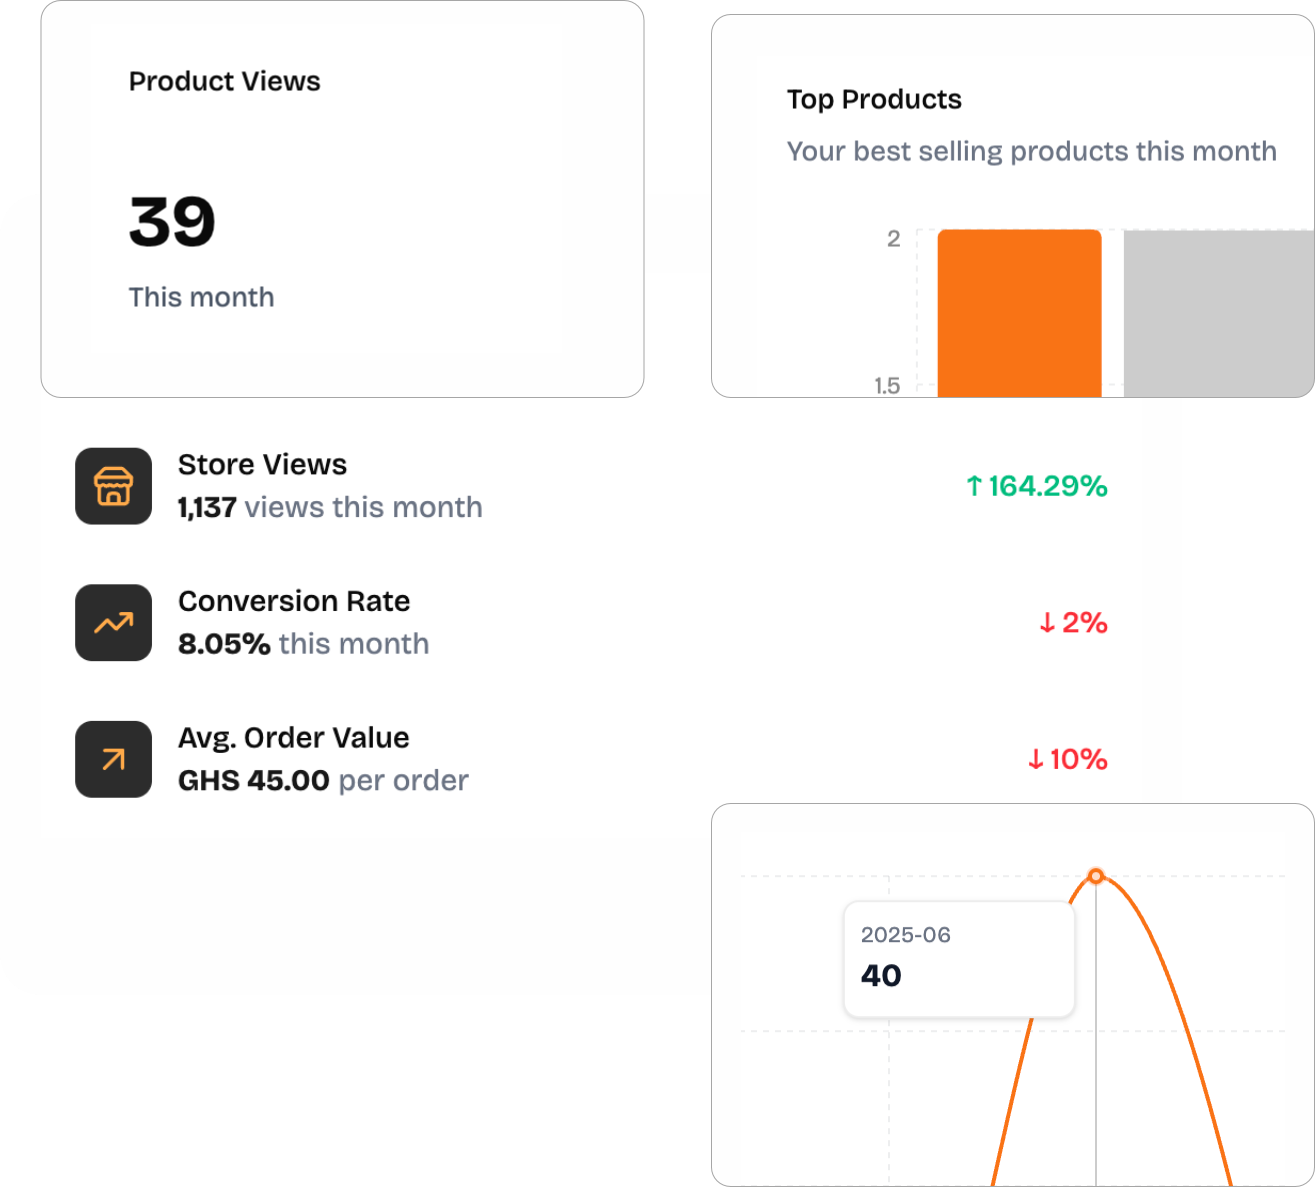 Product Views
39
This month
Top Products
Your best selling products this month
2
1.5
Store Views
1,137 views this month
↑ 164.29%
Conversion Rate
8.05% this month
↓ 2%
Avg. Order Value
GHS 45.00 per order
↓ 10%
2025-06
40